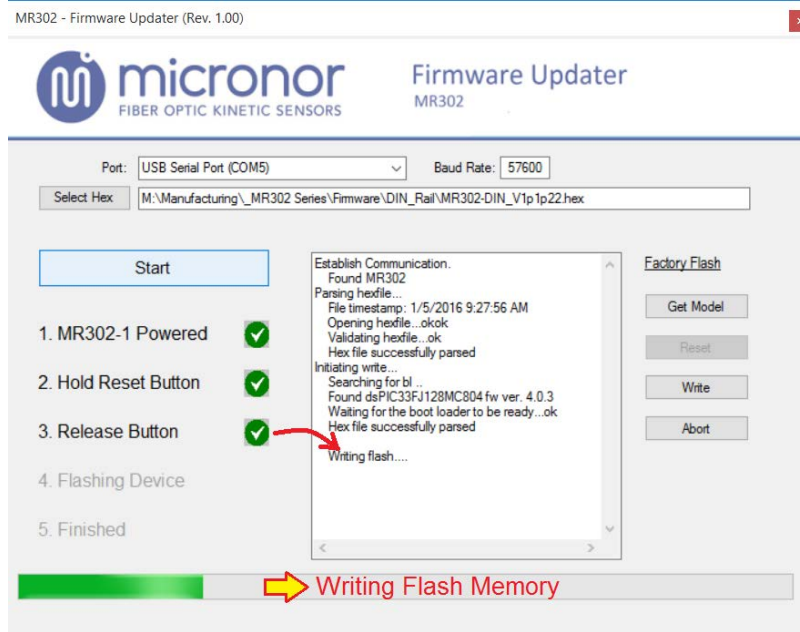 MR302 - Firmware Updater (Rev. 1.00)
micronor
FIBER OPTIC KINETIC SENSORS
Firmware Updater
MR302
Port: USB Serial Port (COM5) Baud Rate: 57600
Select Hex M:\Manufacturing\_MR302 Series\Firmware\DIN_Rail\MR302-DIN_V1p1p22.hex
Start
1. MR302-1 Powered
2. Hold Reset Button
3. Release Button
4. Flashing Device
5. Finished
Establish Communication.
Found MR302
Parsing hexfile...
File timestamp: 1/5/2016 9:27:56 AM
Opening hexfile...okok
Validating hexfile...ok
Hex file successfully parsed
Initiating write...
Searching for bl ..
Found dsPIC33FJ128MC804 fw ver. 4.0.3
Waiting for the boot loader to be ready...ok
Hex file successfully parsed
Writing flash....
Factory Flash
Get Model
Reset
Write
Abort
Writing Flash Memory